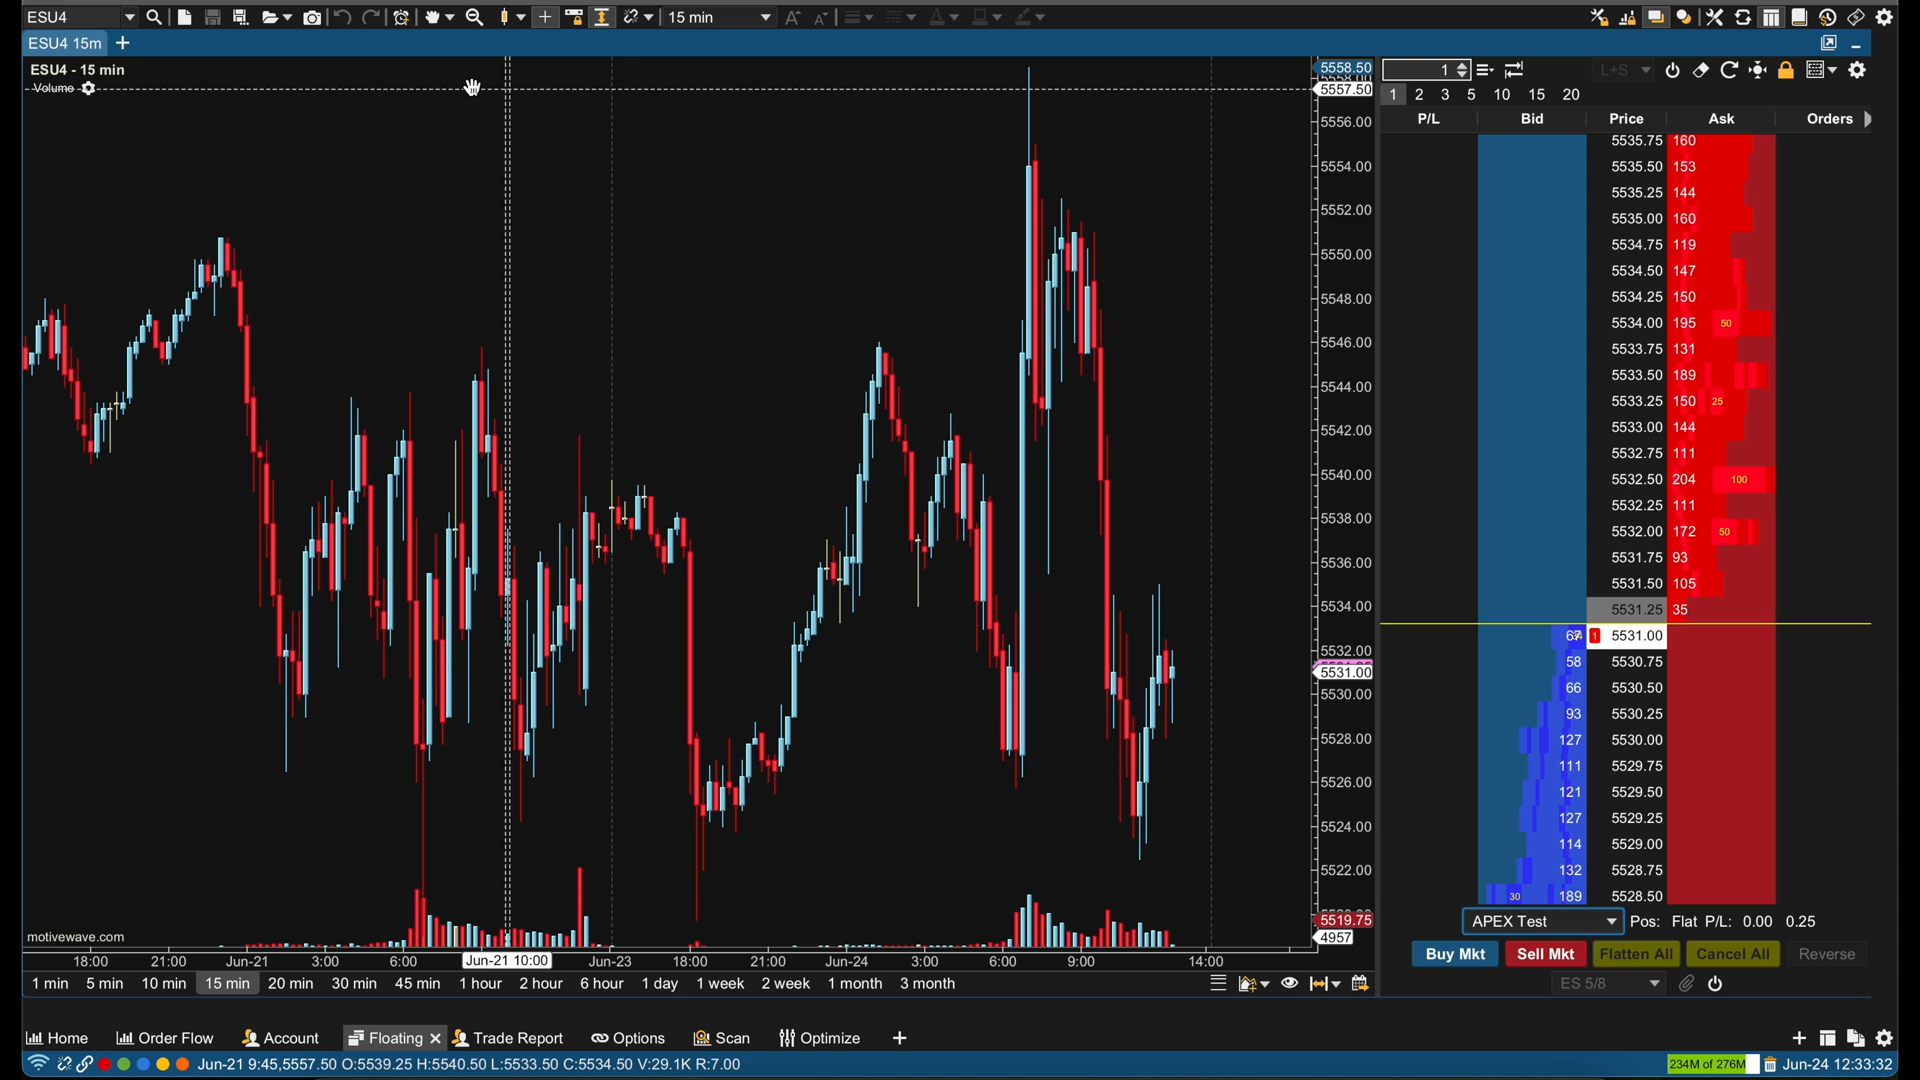 ESU4
15 min
ESU4 15m
ESU4 - 15 min
Volume
5558.50
5557.50
5556.00
5554.00
5552.00
5550.00
5548.00
5546.00
5544.00
5542.00
5540.00
5538.00
5536.00
5534.00
5532.00
5531.00
5530.00
5528.00
5526.00
5524.00
5522.00
5519.75
4957
motivewave.com
18:00 21:00 Jun-21 3:00 6:00 Jun-21 10:00 Jun-23 18:00 21:00 Jun-24 3:00 6:00 9:00 14:00
1 min 5 min 10 min 15 min 20 min 30 min 45 min 1 hour 2 hour 6 hour 1 day 1 week 2 week 1 month 3 month
1 L+S
1 2 3 5 10 15 20
P/L Bid Price Ask Orders
5535.75 160
5535.50 153
5535.25 144
5535.00 160
5534.75 119
5534.50 147
5534.25 150
5534.00 195 50
5533.75 131
5533.50 189
5533.25 150 25
5533.00 144
5532.75 111
5532.50 204 100
5532.25 111
5532.00 172 50
5531.75 93
5531.50 105
5531.25 35
1 5531.00
58 5530.75
66 5530.50
93 5530.25
127 5530.00
111 5529.75
121 5529.50
127 5529.25
114 5529.00
132 5528.75
30 189 5528.50
APEX Test Pos: Flat P/L: 0.00 0.25
Buy Mkt Sell Mkt Flatten All Cancel All Reverse
ES 5/8
Home Order Flow Account Floating Trade Report Options Scan Optimize
Jun-21 9:45,5557.50 O:5539.25 H:5540.50 L:5533.50 C:5534.50 V:29.1K R:7.00
234M of 276M Jun-24 12:33:32